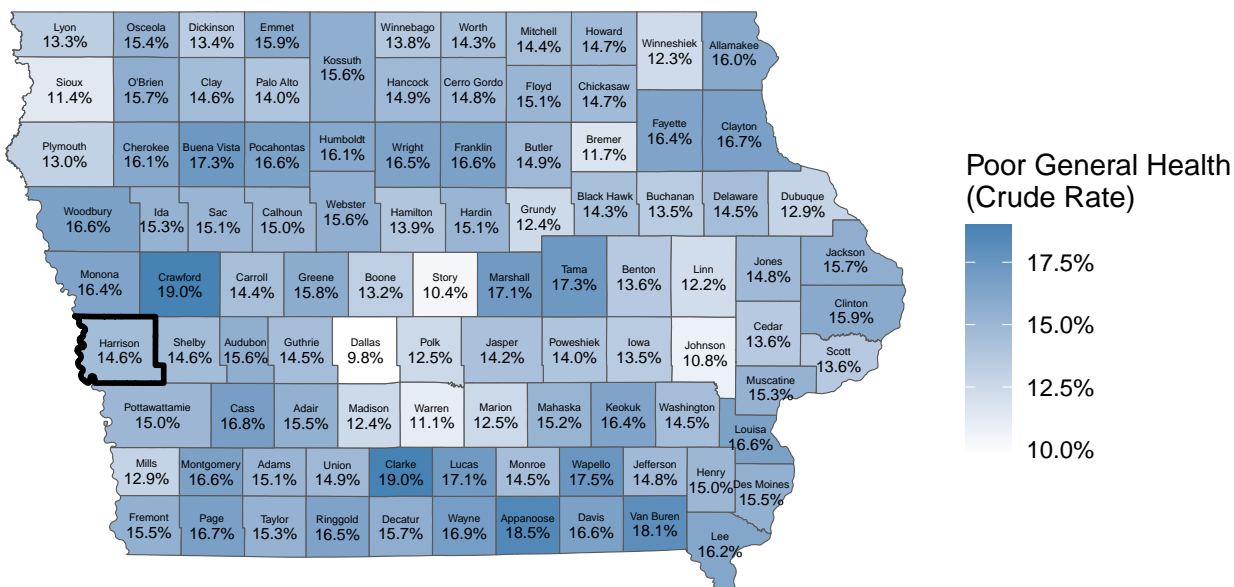 Lyon
13.3%
Osceola
15.4%
Dickinson
13.4%
Emmet
15.9%
Kossuth
15.6%
Winnebago
13.8%
Worth
14.3%
Mitchell
14.4%
Howard
14.7%
Winneshiek
12.3%
Allamakee
16.0%
Sioux
11.4%
O'Brien
15.7%
Clay
14.6%
Palo Alto
14.0%
Hancock
14.9%
Cerro Gordo
14.8%
Floyd
15.1%
Chickasaw
14.7%
Plymouth
13.0%
Cherokee
16.1%
Buena Vista
17.3%
Pocahontas
16.6%
Humboldt
16.1%
Wright
16.5%
Franklin
16.6%
Butler
14.9%
Bremer
11.7%
Fayette
16.4%
Clayton
16.7%
Woodbury
16.6%
Ida
15.3%
Sac
15.1%
Calhoun
15.0%
Webster
15.6%
Hamilton
13.9%
Hardin
15.1%
Grundy
12.4%
Black Hawk
14.3%
Buchanan
13.5%
Delaware
14.5%
Dubuque
12.9%
Monona
16.4%
Crawford
19.0%
Carroll
14.4%
Greene
15.8%
Boone
13.2%
Story
10.4%
Marshall
17.1%
Tama
17.3%
Benton
13.6%
Linn
12.2%
Jones
14.8%
Jackson
15.7%
Clinton
15.9%
Harrison
14.6%
Shelby
14.6%
Audubon
15.6%
Guthrie
14.5%
Dallas
9.8%
Polk
12.5%
Jasper
14.2%
Poweshiek
14.0%
Iowa
13.5%
Johnson
10.8%
Cedar
13.6%
Scott
13.6%
Muscatine
15.3%
Pottawattamie
15.0%
Cass
16.8%
Adair
15.5%
Madison
12.4%
Warren
11.1%
Marion
12.5%
Mahaska
15.2%
Keokuk
16.4%
Washington
14.5%
Louisa
16.6%
Mills
12.9%
Montgomery
16.6%
Adams
15.1%
Union
14.9%
Clarke
19.0%
Lucas
17.1%
Monroe
14.5%
Wapello
17.5%
Jefferson
14.8%
Henry
15.0%
Des Moines
15.5%
Fremont
15.5%
Page
16.7%
Taylor
15.3%
Ringgold
16.5%
Decatur
15.7%
Wayne
16.9%
Appanoose
18.5%
Davis
16.6%
Van Buren
18.1%
Lee
16.2%
Poor General Health
(Crude Rate)
17.5%
15.0%
12.5%
10.0%